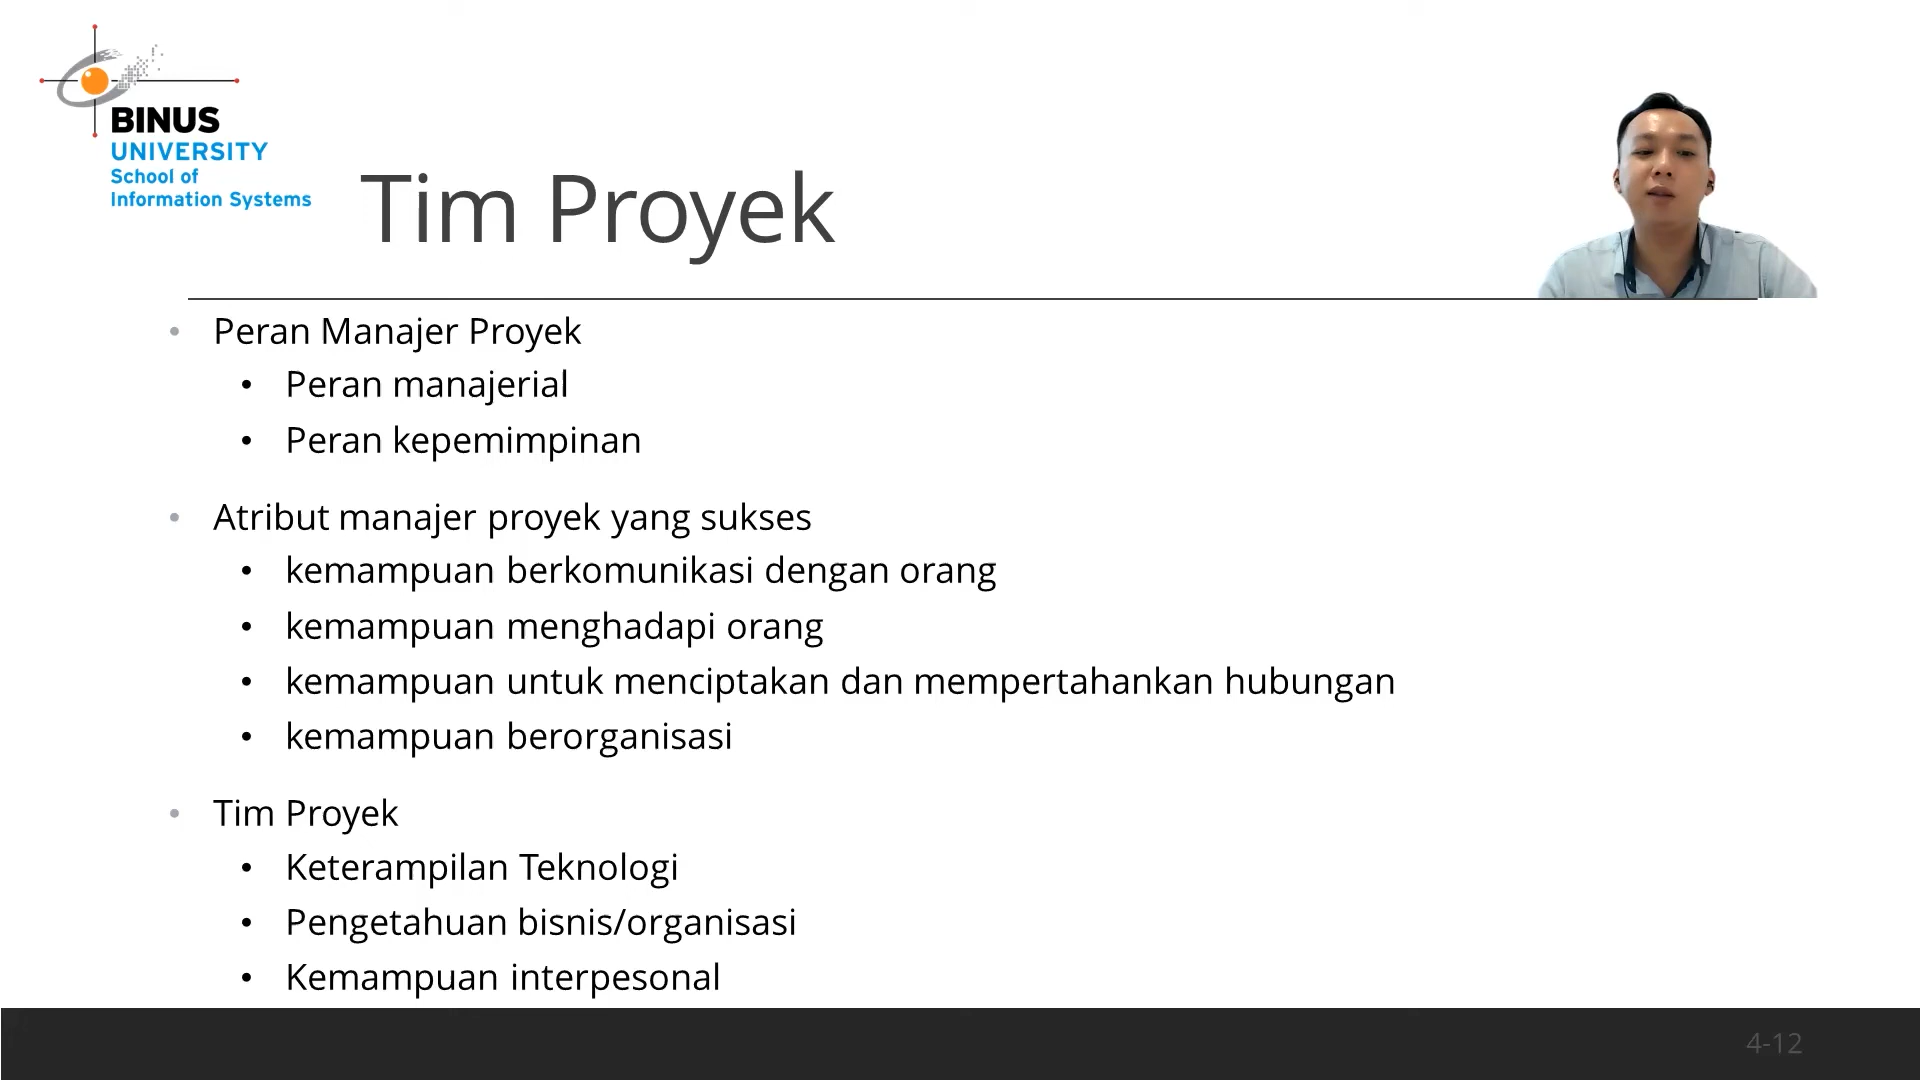 BINUS
UNIVERSITY
School of
Information Systems
Tim Proyek
• Peran Manajer Proyek
• Peran manajerial
• Peran kepemimpinan
• Atribut manajer proyek yang sukses
• kemampuan berkomunikasi dengan orang
• kemampuan menghadapi orang
• kemampuan untuk menciptakan dan mempertahankan hubungan
• kemampuan berorganisasi
• Tim Proyek
• Keterampilan Teknologi
• Pengetahuan bisnis/organisasi
• Kemampuan interpesonal
4-12